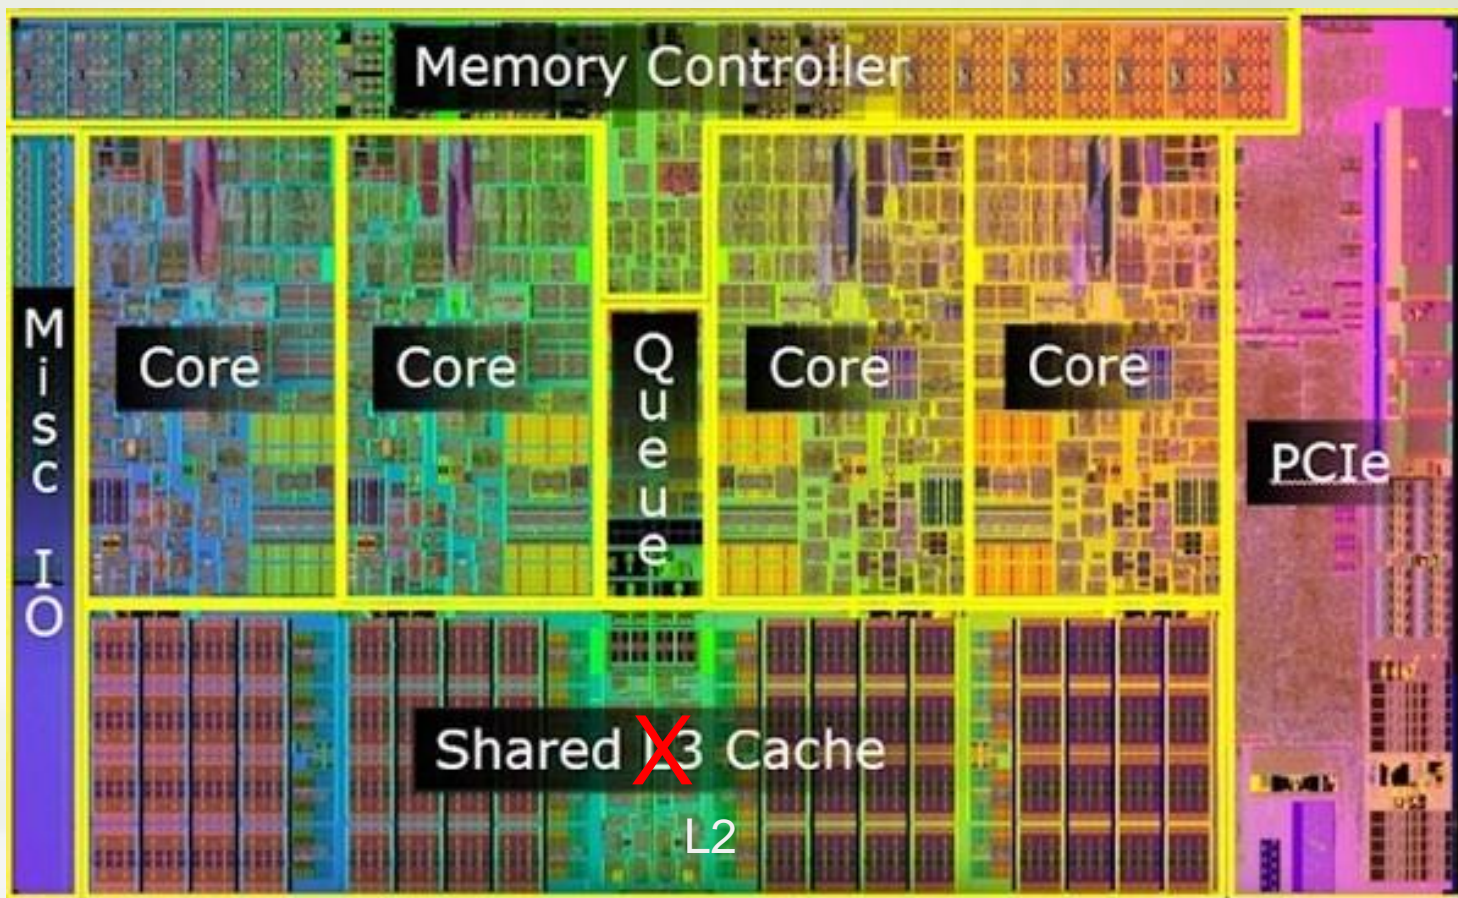 Memory Controller
Misc IO
Core
Core
Queue
Core
Core
PCIe
Shared L3 Cache
X
L2